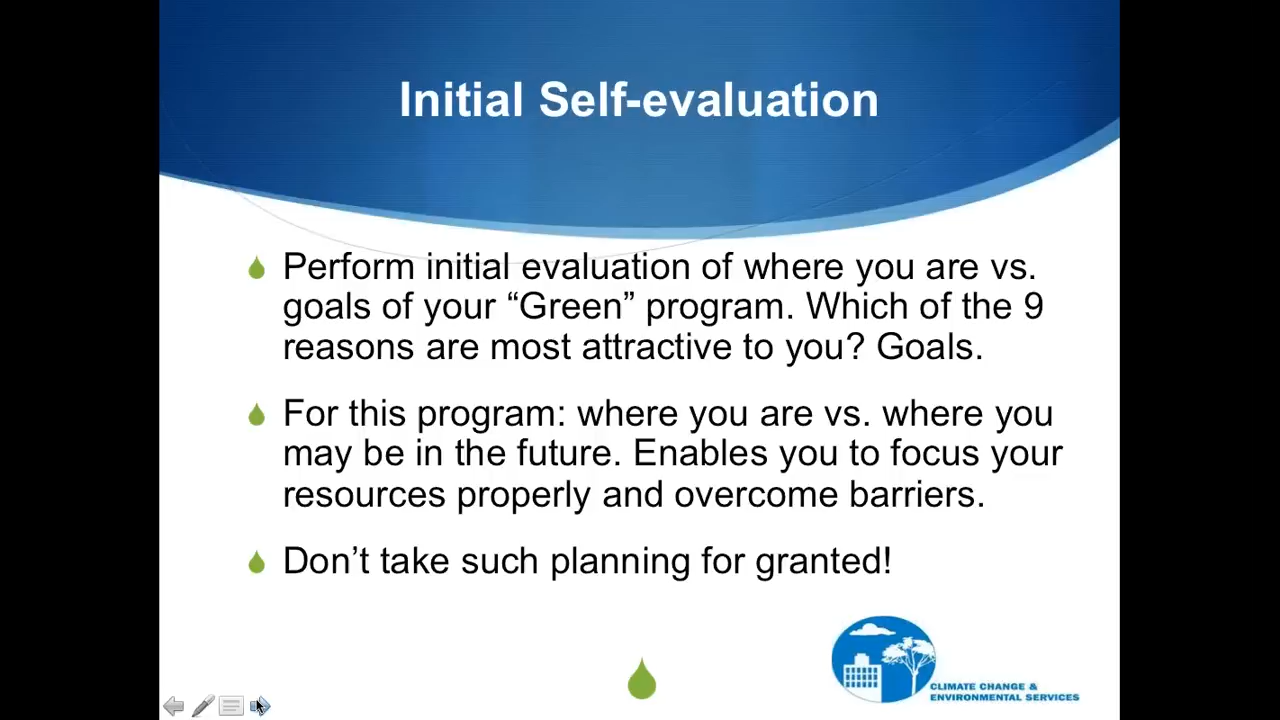 Initial Self-evaluation
Perform initial evaluation of where you are vs.
goals of your “Green” program. Which of the 9
reasons are most attractive to you? Goals.
For this program: where you are vs. where you
may be in the future. Enables you to focus your
resources properly and overcome barriers.
Don’t take such planning for granted!
CLIMATE CHANGE &
ENVIRONMENTAL SERVICES